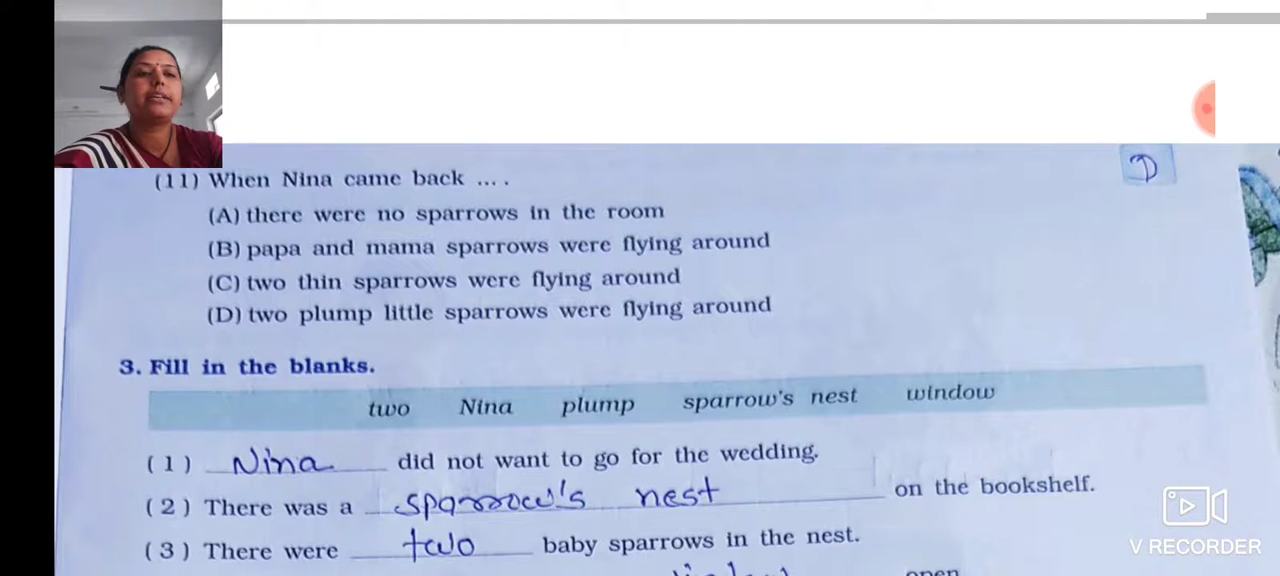 (11) When Nina came back ... .
D
(A) there were no sparrows in the room
(B) papa and mama sparrows were flying around
(C) two thin sparrows were flying around
(D) two plump little sparrows were flying around
3. Fill in the blanks.
two Nina plump sparrow's nest window
(1) Nina did not want to go for the wedding.
(2) There was a sparrow's nest on the bookshelf.
(3) There were two baby sparrows in the nest.
open
V RECORDER